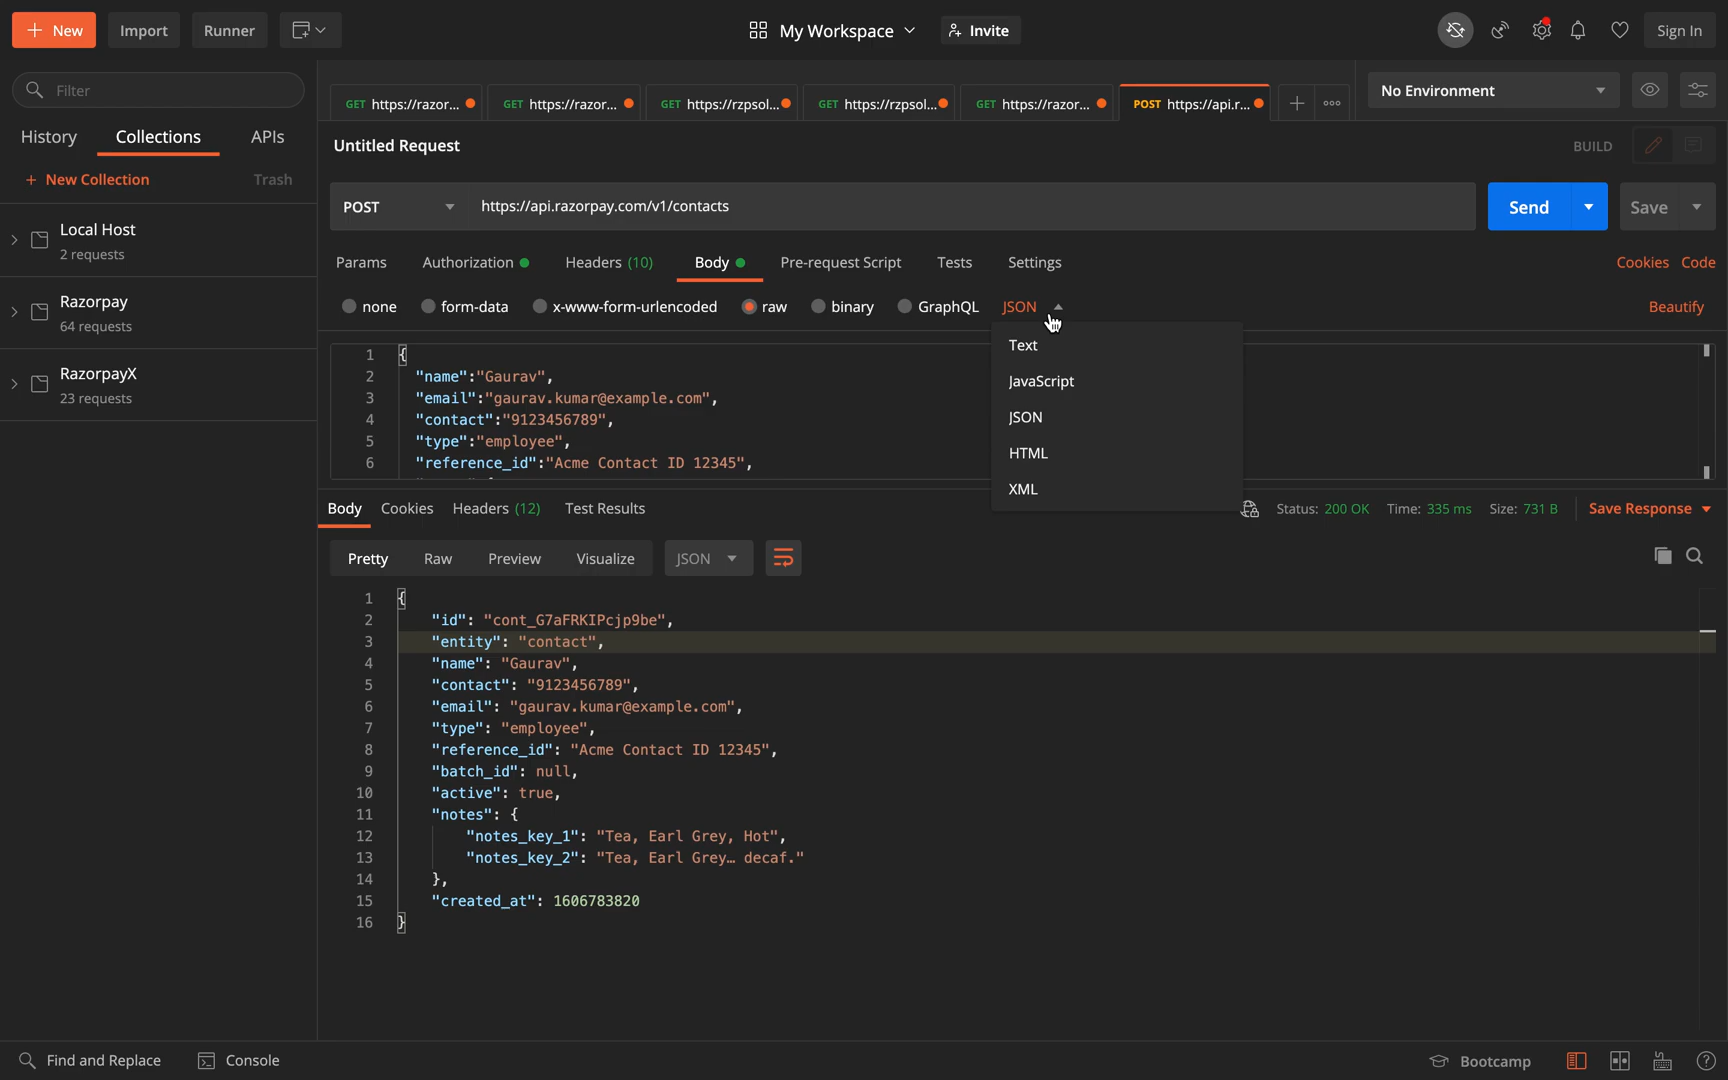 New Import Runner My Workspace Invite Sign In
Filter
GET https://razor... GET https://razor... GET https://rzpsol... GET https://rzpsol... GET https://razor... POST https://api.r... No Environment
History Collections APIs
Untitled Request BUILD
+ New Collection Trash
POST https://api.razorpay.com/v1/contacts Send Save
Local Host
2 requests
Params Authorization Headers (10) Body Pre-request Script Tests Settings Cookies Code
Razorpay
64 requests
none form-data x-www-form-urlencoded raw binary GraphQL JSON Beautify
Text
JavaScript
JSON
HTML
XML
RazorpayX
23 requests
1 {
2 "name":"Gaurav",
3 "email":"gaurav.kumar@example.com",
4 "contact":"9123456789",
5 "type":"employee",
6 "reference_id":"Acme Contact ID 12345",
Body Cookies Headers (12) Test Results Status: 200 OK Time: 335 ms Size: 731 B Save Response
Pretty Raw Preview Visualize JSON
1 {
2 "id": "cont_G7aFRKIPcjp9be",
3 "entity": "contact",
4 "name": "Gaurav",
5 "contact": "9123456789",
6 "email": "gaurav.kumar@example.com",
7 "type": "employee",
8 "reference_id": "Acme Contact ID 12345",
9 "batch_id": null,
10 "active": true,
11 "notes": {
12 "notes_key_1": "Tea, Earl Grey, Hot",
13 "notes_key_2": "Tea, Earl Grey… decaf."
14 },
15 "created_at": 1606783820
16 }
Find and Replace Console Bootcamp